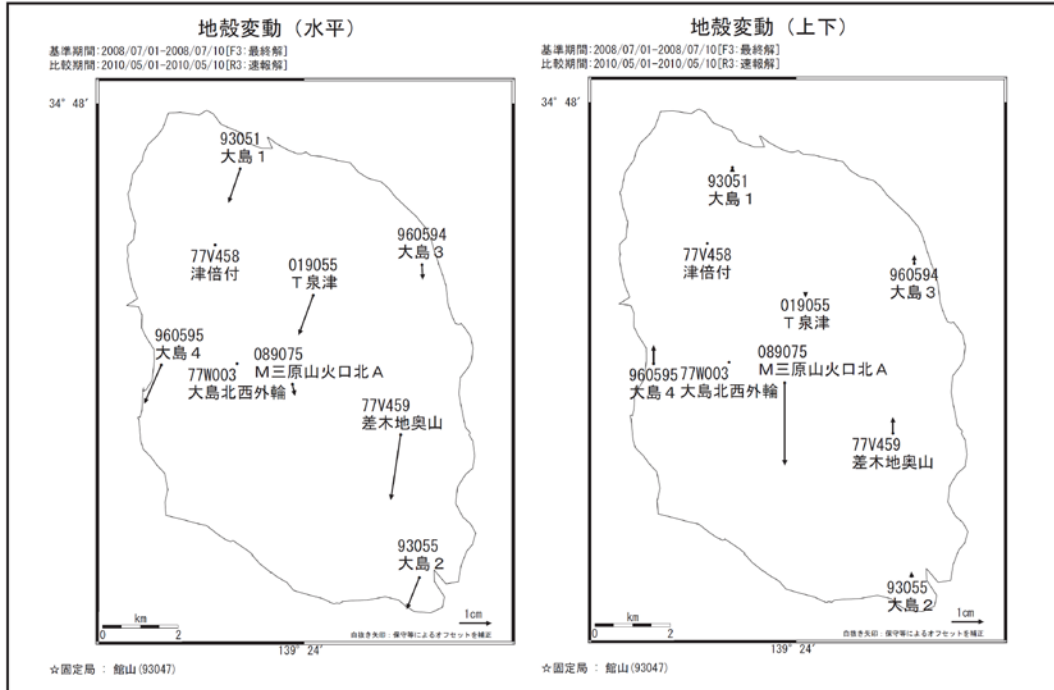 地殻変動（水平）
基準期間:2008/07/01-2008/07/10[F3:最終解]
比較期間:2010/05/01-2010/05/10[R3:速報解]
34° 48′
93051
大島１
960594
大島３
77V458
津倍付
019055
Ｔ泉津
960595
大島４
089075
Ｍ三原山火口北Ａ
77W003
大島北西外輪
77V459
差木地奥山
93055
大島２
km
0 2
1cm
白抜き矢印：保守等によるオフセットを補正
139° 24′
☆固定局 ： 館山(93047)
地殻変動（上下）
基準期間:2008/07/01-2008/07/10[F3:最終解]
比較期間:2010/05/01-2010/05/10[R3:速報解]
34° 48′
93051
大島１
77V458
津倍付
960594
大島３
019055
Ｔ泉津
089075
Ｍ三原山火口北Ａ
960595 77W003
大島４ 大島北西外輪
77V459
差木地奥山
93055
大島２
km
0 2
1cm
白抜き矢印：保守等によるオフセットを補正
139° 24′
☆固定局 ： 館山(93047)